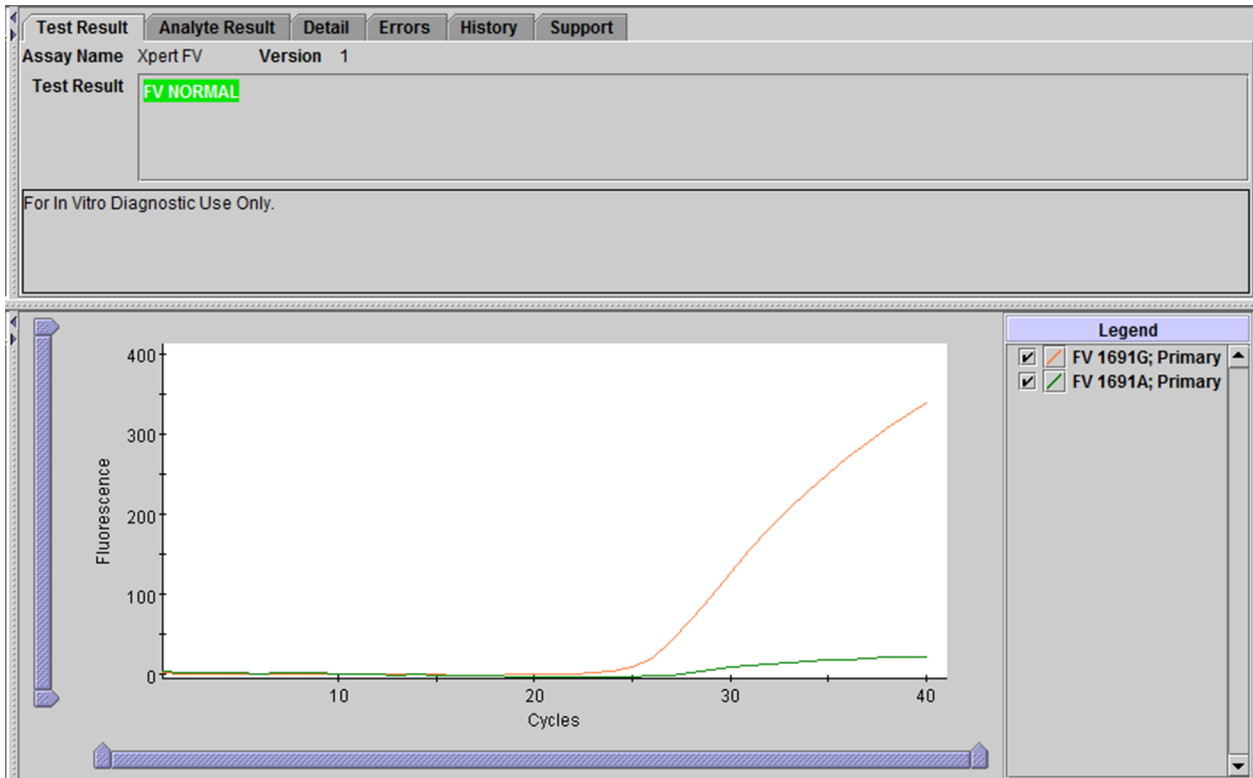 Test Result Analyte Result Detail Errors History Support
Assay Name Xpert FV Version 1
Test Result FV NORMAL
For In Vitro Diagnostic Use Only.
Legend
FV 1691G; Primary
FV 1691A; Primary
400
300
200
100
0
Fluorescence
10 20 30 40
Cycles